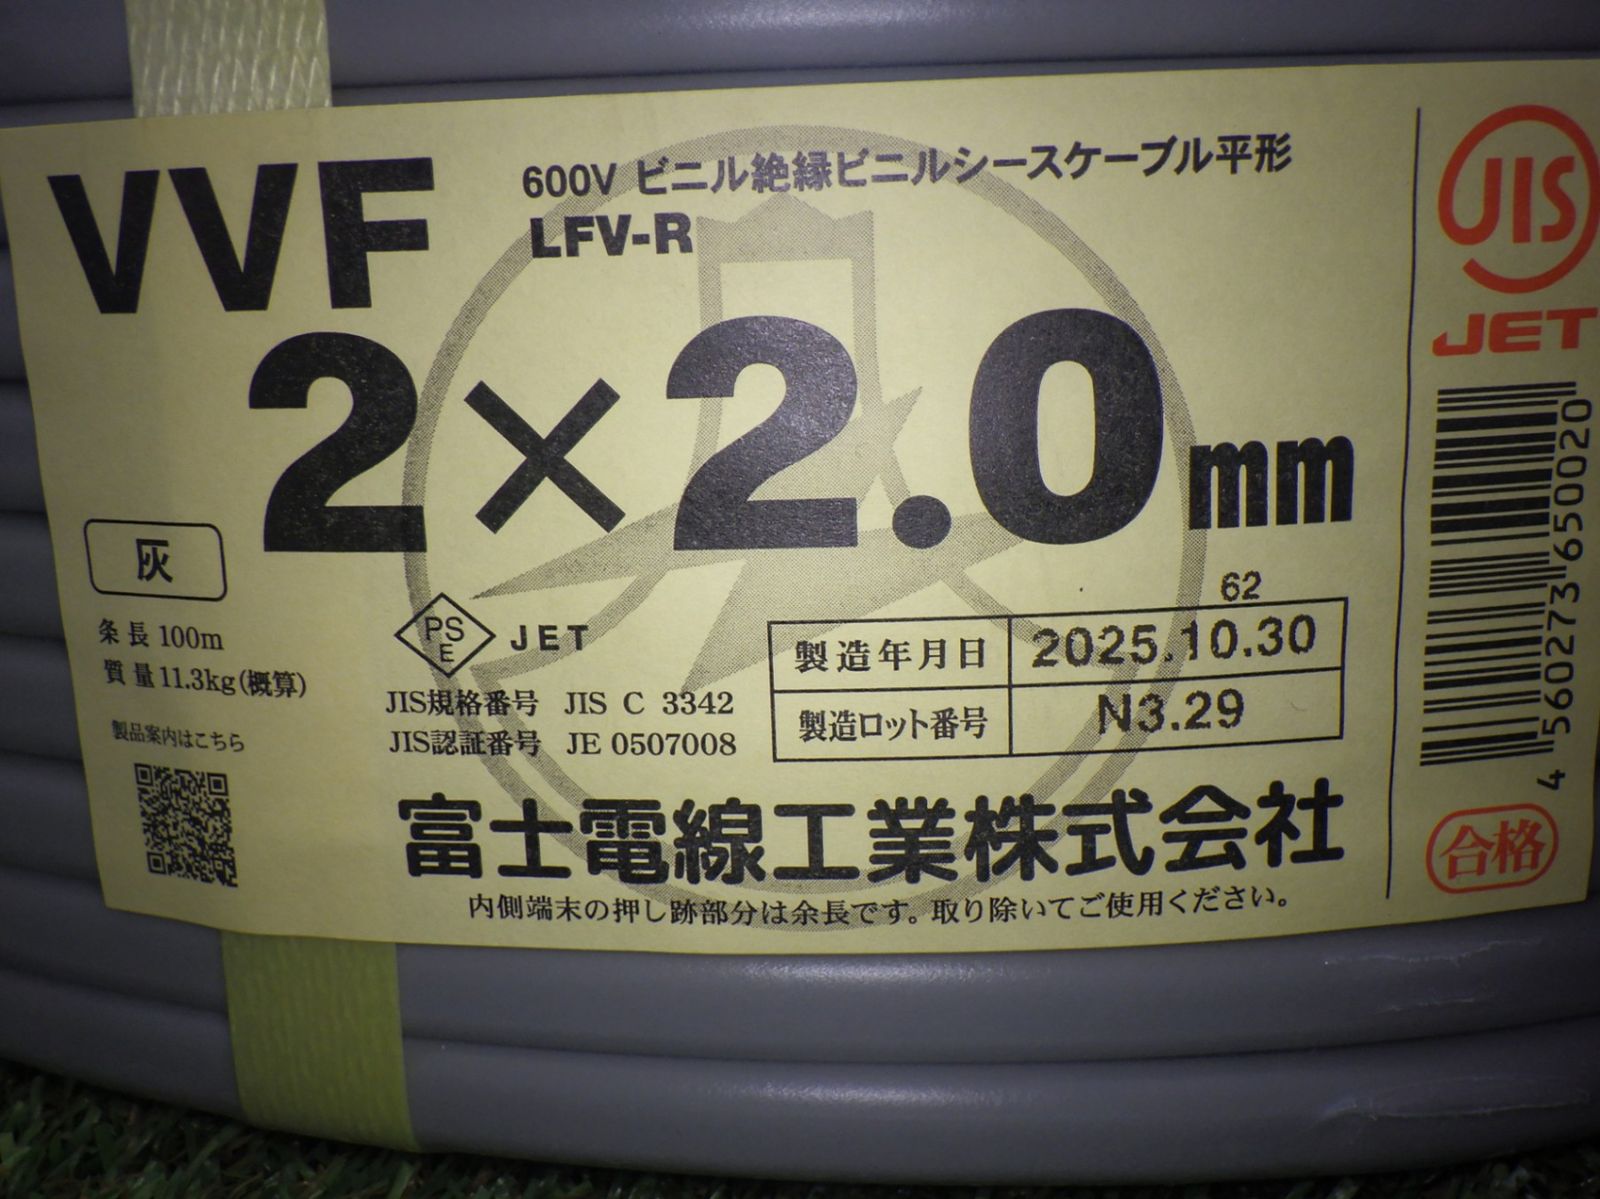 VVF
600V ビニル絶縁ビニルシースケーブル平形
LFV-R
2×2.0mm
灰
条長 100m
質量 11.3kg(概算)
製品案内はこちら
PS
E
JET
JIS規格番号 JIS C 3342
JIS認証番号 JE 0507008
62
製造年月日 2025.10.30
製造ロット番号 N3.29
富士電線工業株式会社
内側端末の押し跡部分は余長です。取り除いてご使用ください。
JIS
JET
4560273650020
合格